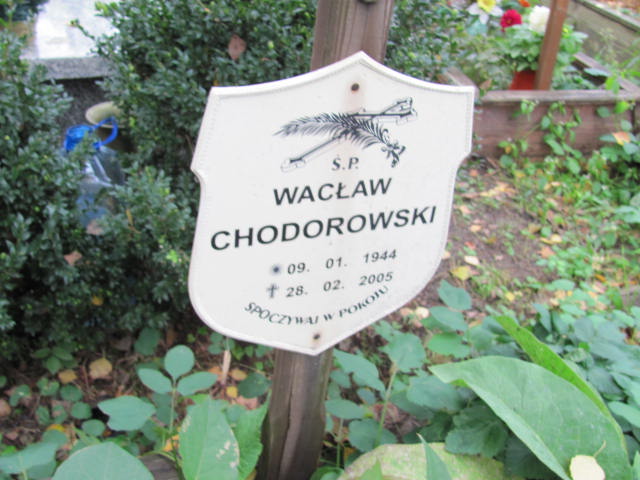 Ś.P.
WACŁAW
CHODOROWSKI
* 09. 01. 1944
✝ 28. 02. 2005
SPOCZYWAJ W POKOJU